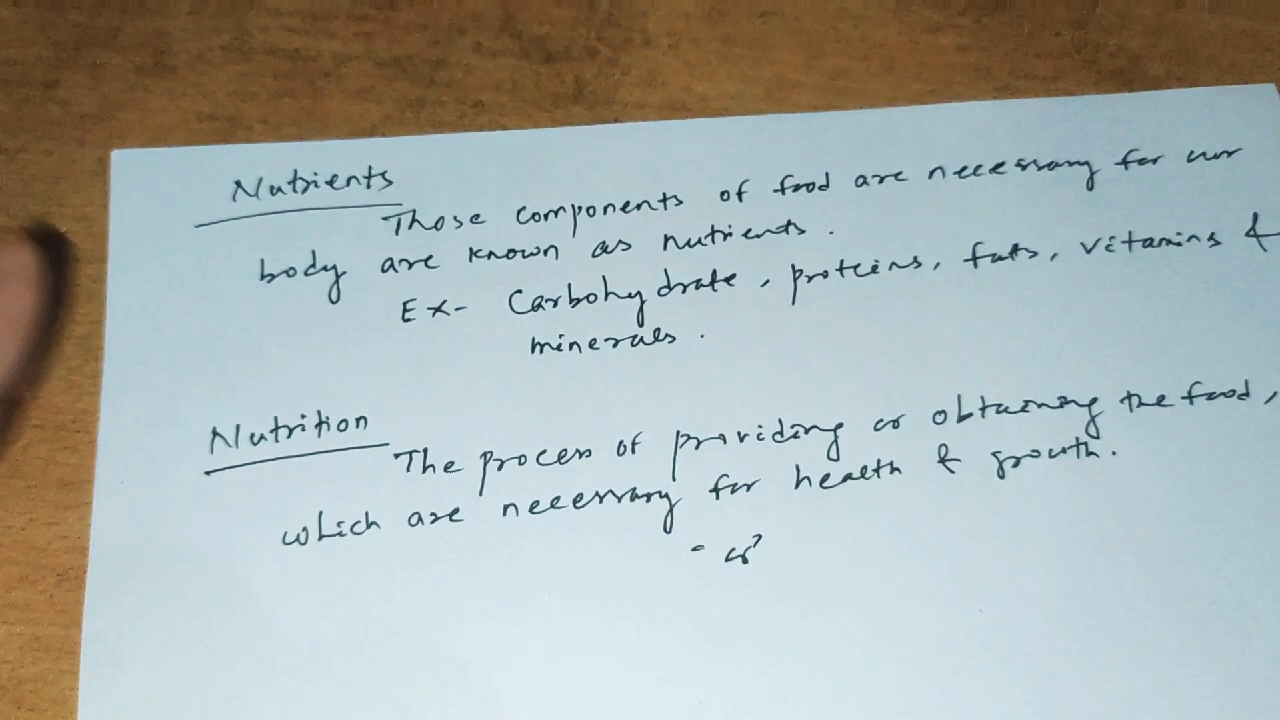 Nutrients
Those components of food are necessary for our
body are known as nutrients.
Ex- Carbohydrate, proteins, fats, vitamins &
minerals.
Nutrition
The process of providing or obtaining the food,
which are necessary for health & growth.
- or